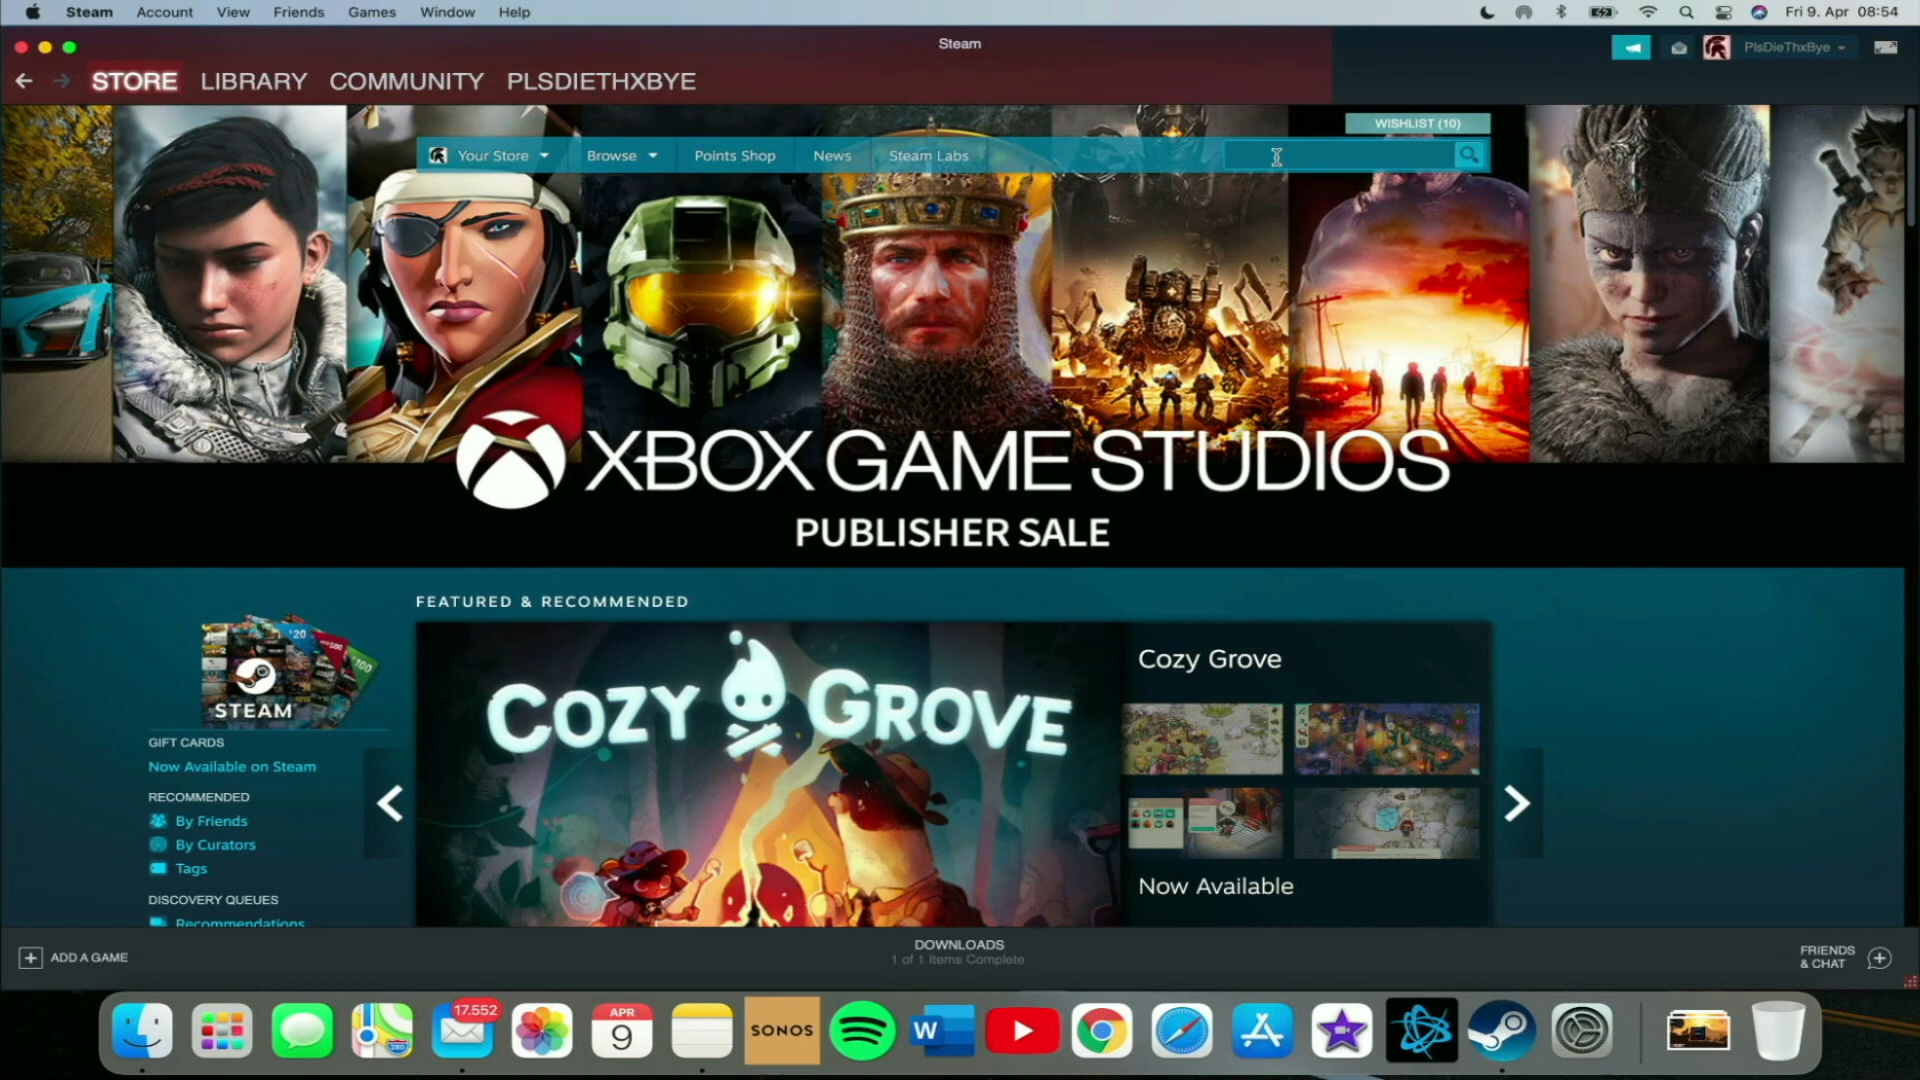 Steam Account View Friends Games Window Help
Fri 9. Apr 08:54
Steam
PlsDieThxBye
STORE LIBRARY COMMUNITY PLSDIETHXBYE
WISHLIST (10)
Your Store Browse Points Shop News Steam Labs
XBOX GAME STUDIOS
PUBLISHER SALE
FEATURED & RECOMMENDED
STEAM
GIFT CARDS
Now Available on Steam
RECOMMENDED
By Friends
By Curators
Tags
DISCOVERY QUEUES
Recommendations
COZY GROVE
Cozy Grove
Now Available
ADD A GAME
DOWNLOADS
1 of 1 Items Complete
FRIENDS
& CHAT
17.552
APR
9
SONOS
W